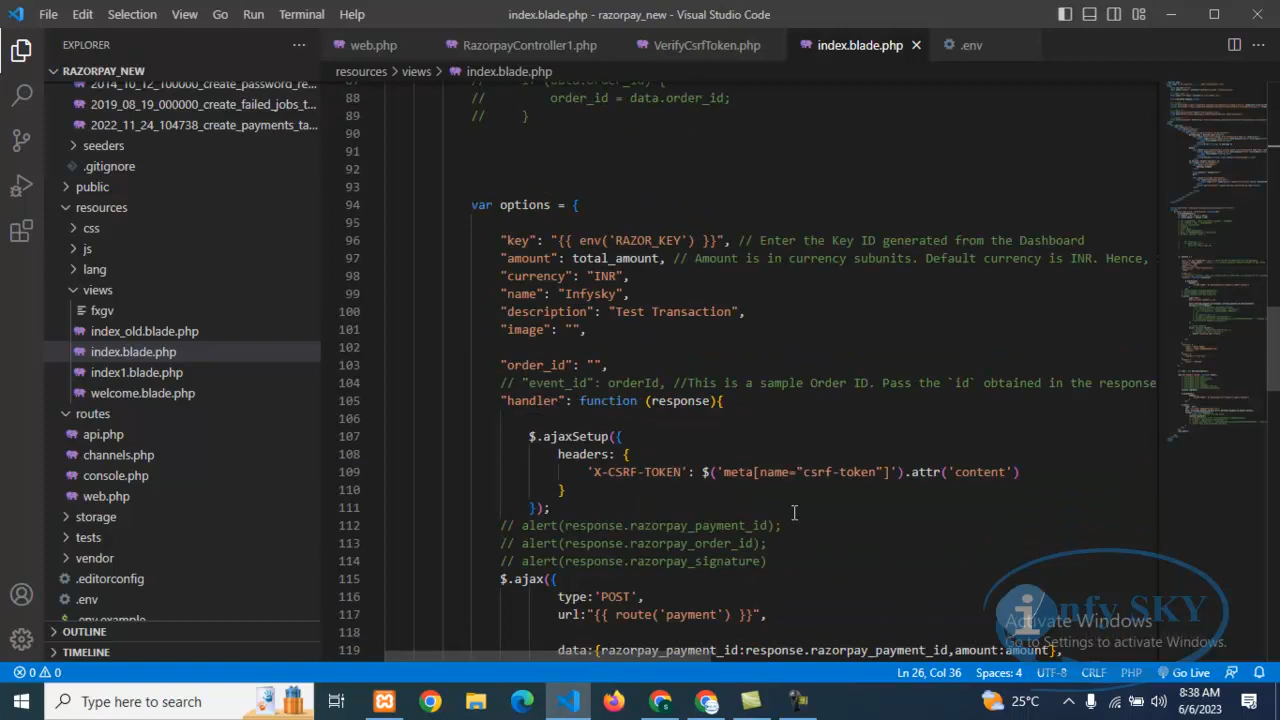 File Edit Selection View Go Run Terminal Help
index.blade.php - razorpay_new - Visual Studio Code
EXPLORER
RAZORPAY_NEW
2014_10_12_100000_create_password_re...
2019_08_19_000000_create_failed_jobs_t...
2022_11_24_104738_create_payments_ta...
seeders
.gitignore
public
resources
css
js
lang
views
fxgv
index_old.blade.php
index.blade.php
index1.blade.php
welcome.blade.php
routes
api.php
channels.php
console.php
web.php
storage
tests
vendor
.editorconfig
.env
.env.example
OUTLINE
TIMELINE
web.php RazorpayController1.php VerifyCsrfToken.php index.blade.php .env
resources > views > index.blade.php
88 order_id = data.order_id;
89 // }
90
91
92
93
94 var options = {
95
96 "key": "{{ env('RAZOR_KEY') }}", // Enter the Key ID generated from the Dashboard
97 "amount": total_amount, // Amount is in currency subunits. Default currency is INR. Hence,
98 "currency": "INR",
99 "name": "Infysky",
100 "description": "Test Transaction",
101 "image": "",
102
103 "order_id": "",
104 // "event_id": orderId, //This is a sample Order ID. Pass the `id` obtained in the response
105 "handler": function (response){
106
107 $.ajaxSetup({
108 headers: {
109 'X-CSRF-TOKEN': $('meta[name="csrf-token"]').attr('content')
110 }
111 });
112 // alert(response.razorpay_payment_id);
113 // alert(response.razorpay_order_id);
114 // alert(response.razorpay_signature)
115 $.ajax({
116 type:'POST',
117 url:"{{ route('payment') }}",
118
119 data:{razorpay_payment_id:response.razorpay_payment_id,amount:amount},
infy SKY
Activate Windows
Go to Settings to activate Windows.
0 0 Ln 26, Col 36 Spaces: 4 UTF-8 CRLF PHP Go Live
Type here to search
25°C
8:38 AM
6/6/2023